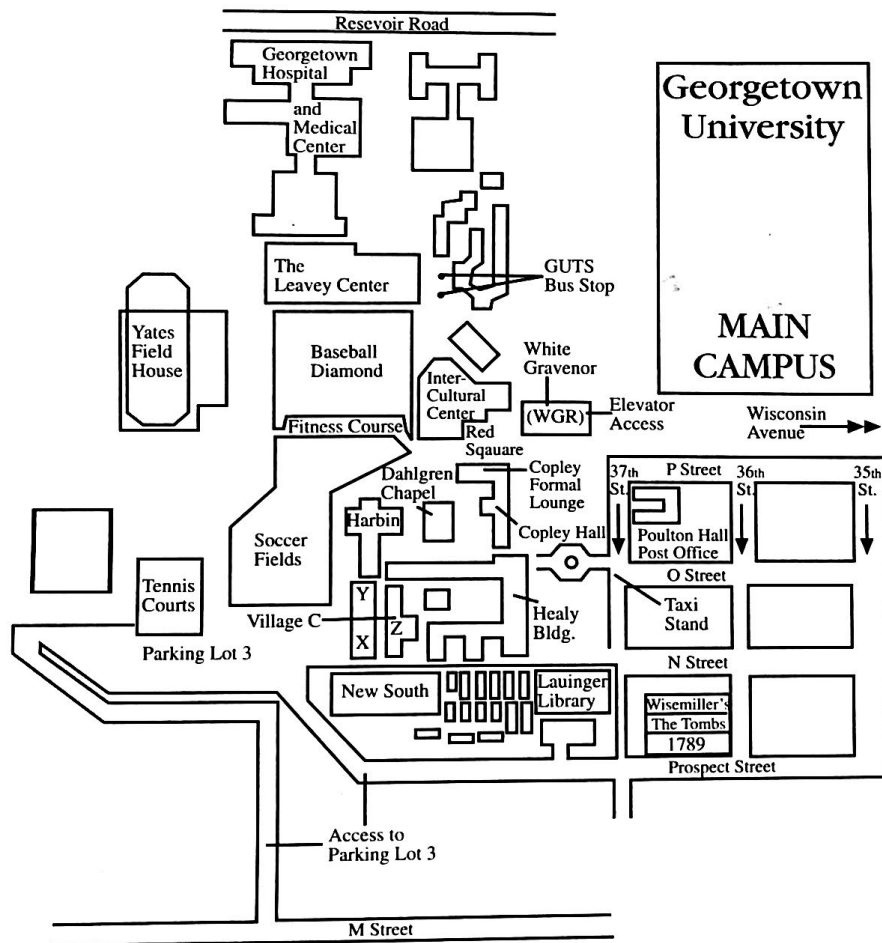 Resevoir Road
Georgetown
Hospital
and
Medical
Center
Georgetown
University
MAIN
CAMPUS
The
Leavey Center
GUTS
Bus Stop
Yates
Field
House
Baseball
Diamond
White
Gravenor
Inter-
Cultural
Center
(WGR)
Elevator
Access
Wisconsin
Avenue
Fitness Course
Red
Sqauare
Dahlgren
Chapel
Copley
Formal
Lounge
37th
St.
P Street
36th
St.
35th
St.
Harbin
Copley Hall
Poulton Hall
Post Office
Soccer
Fields
O Street
Tennis
Courts
Y
X
Village C
Z
Healy
Bldg.
Taxi
Stand
Parking Lot 3
N Street
New South
Lauinger
Library
Wisemiller's
The Tombs
1789
Prospect Street
Access to
Parking Lot 3
M Street